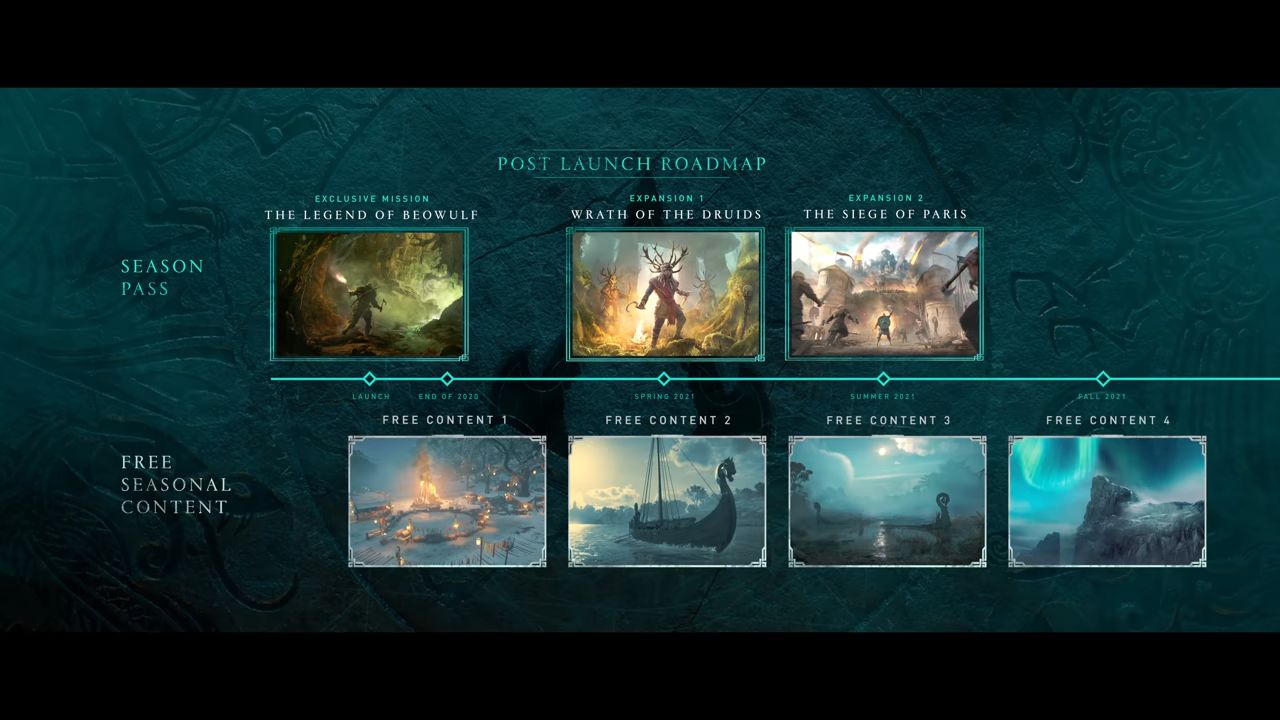 POST LAUNCH ROADMAP
EXCLUSIVE MISSION
THE LEGEND OF BEOWULF
EXPANSION 1
WRATH OF THE DRUIDS
EXPANSION 2
THE SIEGE OF PARIS
SEASON
PASS
LAUNCH
END OF 2020
SPRING 2021
SUMMER 2021
FALL 2021
FREE CONTENT 1
FREE CONTENT 2
FREE CONTENT 3
FREE CONTENT 4
FREE
SEASONAL
CONTENT